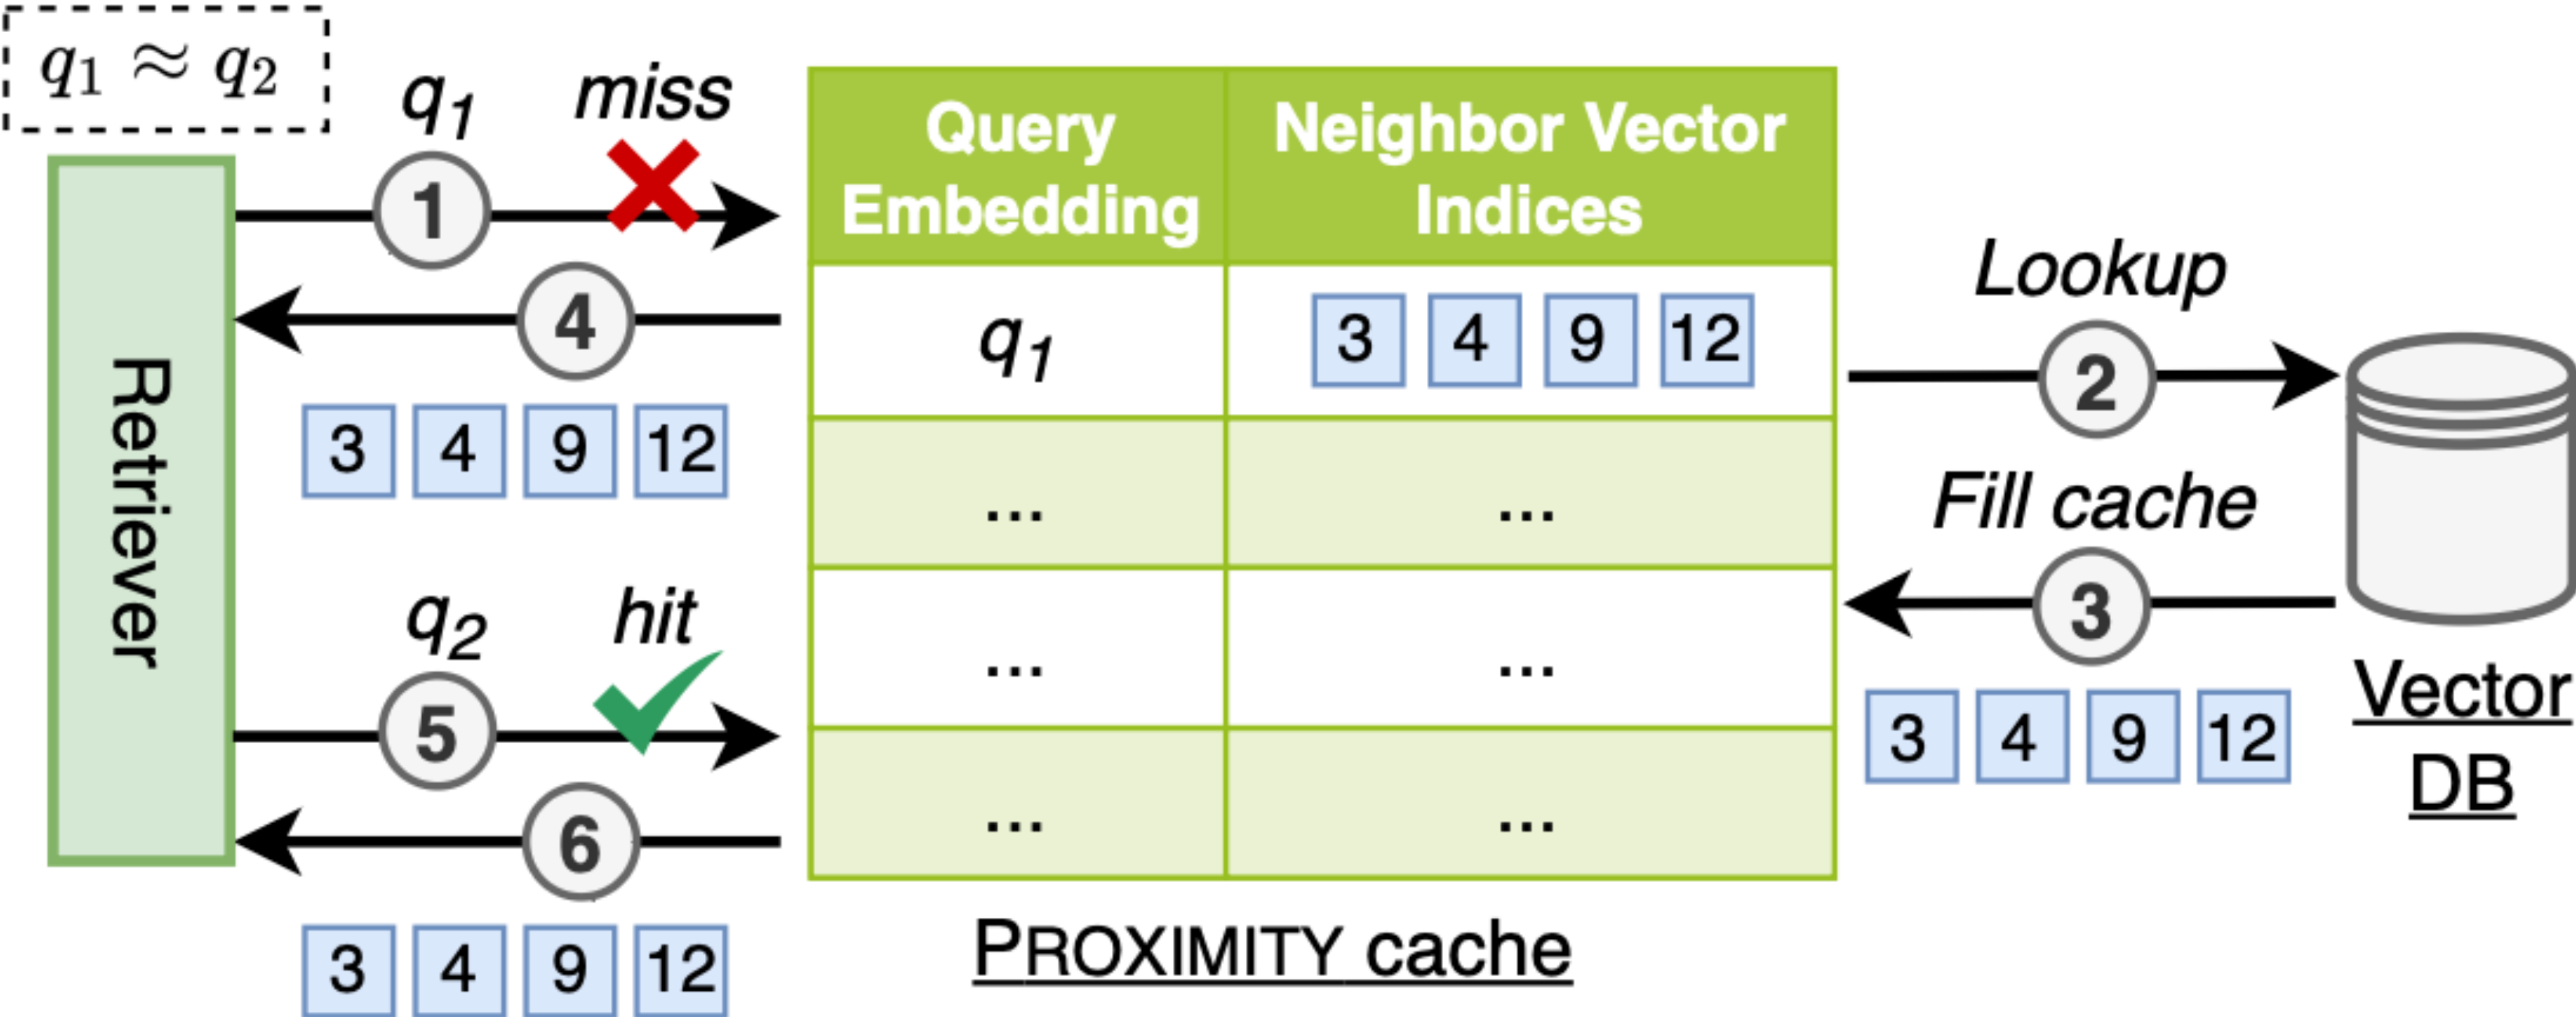 q1 ≈ q2
q1 miss
1
4
3 4 9 12
Retriever
q2 hit
5
6
3 4 9 12
Query Embedding
Neighbor Vector Indices
q1
3 4 9 12
... ...
... ...
... ...
PROXIMITY cache
Lookup
2
Fill cache
3
3 4 9 12
Vector
DB